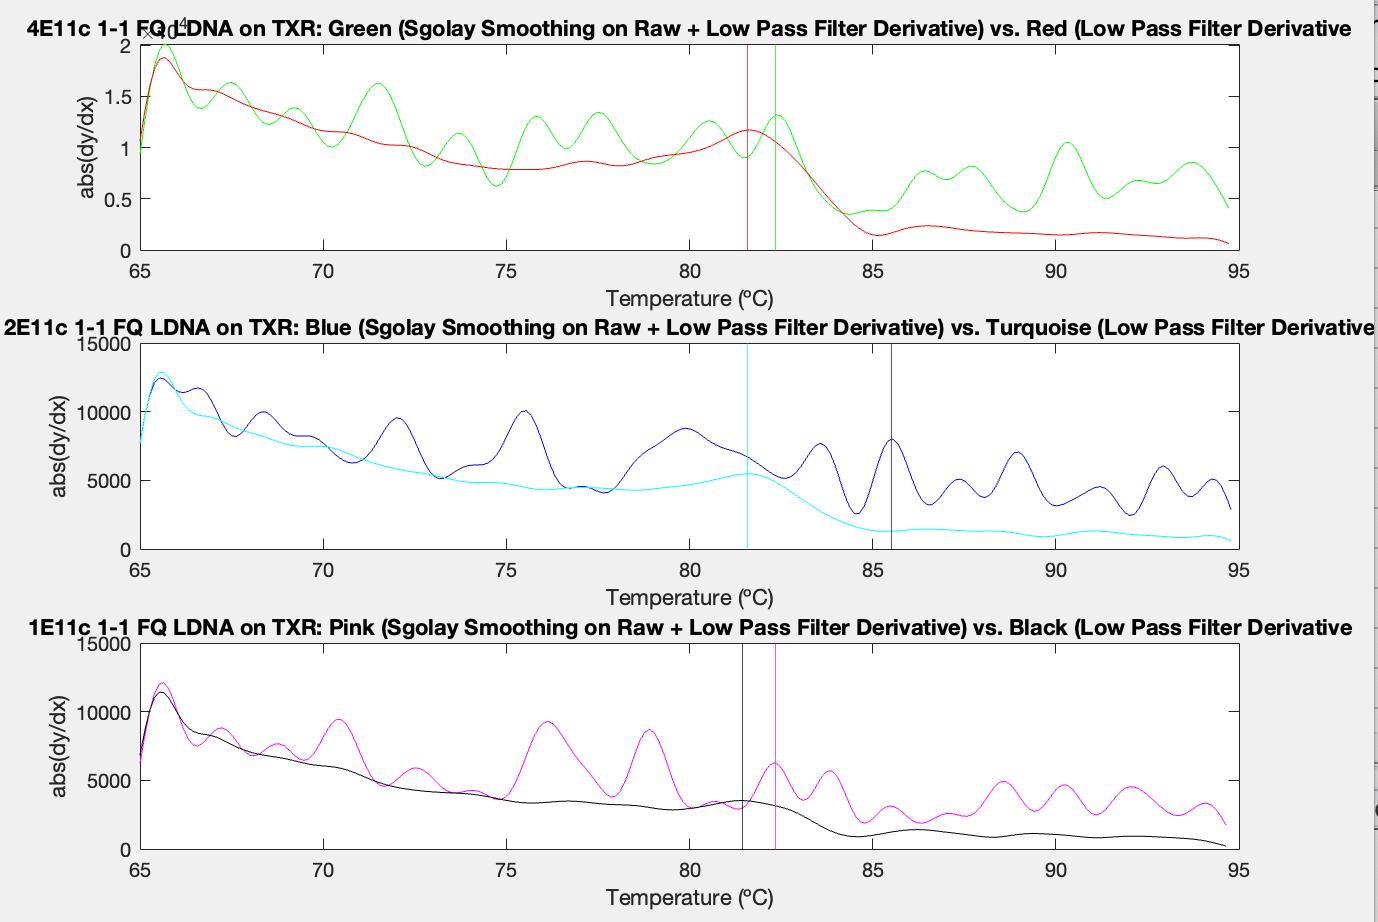 4E11c 1-1 FQ LDNA on TXR: Green (Sgolay Smoothing on Raw + Low Pass Filter Derivative) vs. Red (Low Pass Filter Derivative
×10⁴
2
1.5
1
0.5
0
abs(dy/dx)
65 70 75 80 85 90 95
Temperature (ºC)
2E11c 1-1 FQ LDNA on TXR: Blue (Sgolay Smoothing on Raw + Low Pass Filter Derivative) vs. Turquoise (Low Pass Filter Derivative
15000
10000
5000
0
abs(dy/dx)
65 70 75 80 85 90 95
Temperature (ºC)
1E11c 1-1 FQ LDNA on TXR: Pink (Sgolay Smoothing on Raw + Low Pass Filter Derivative) vs. Black (Low Pass Filter Derivative
15000
10000
5000
0
abs(dy/dx)
65 70 75 80 85 90 95
Temperature (ºC)